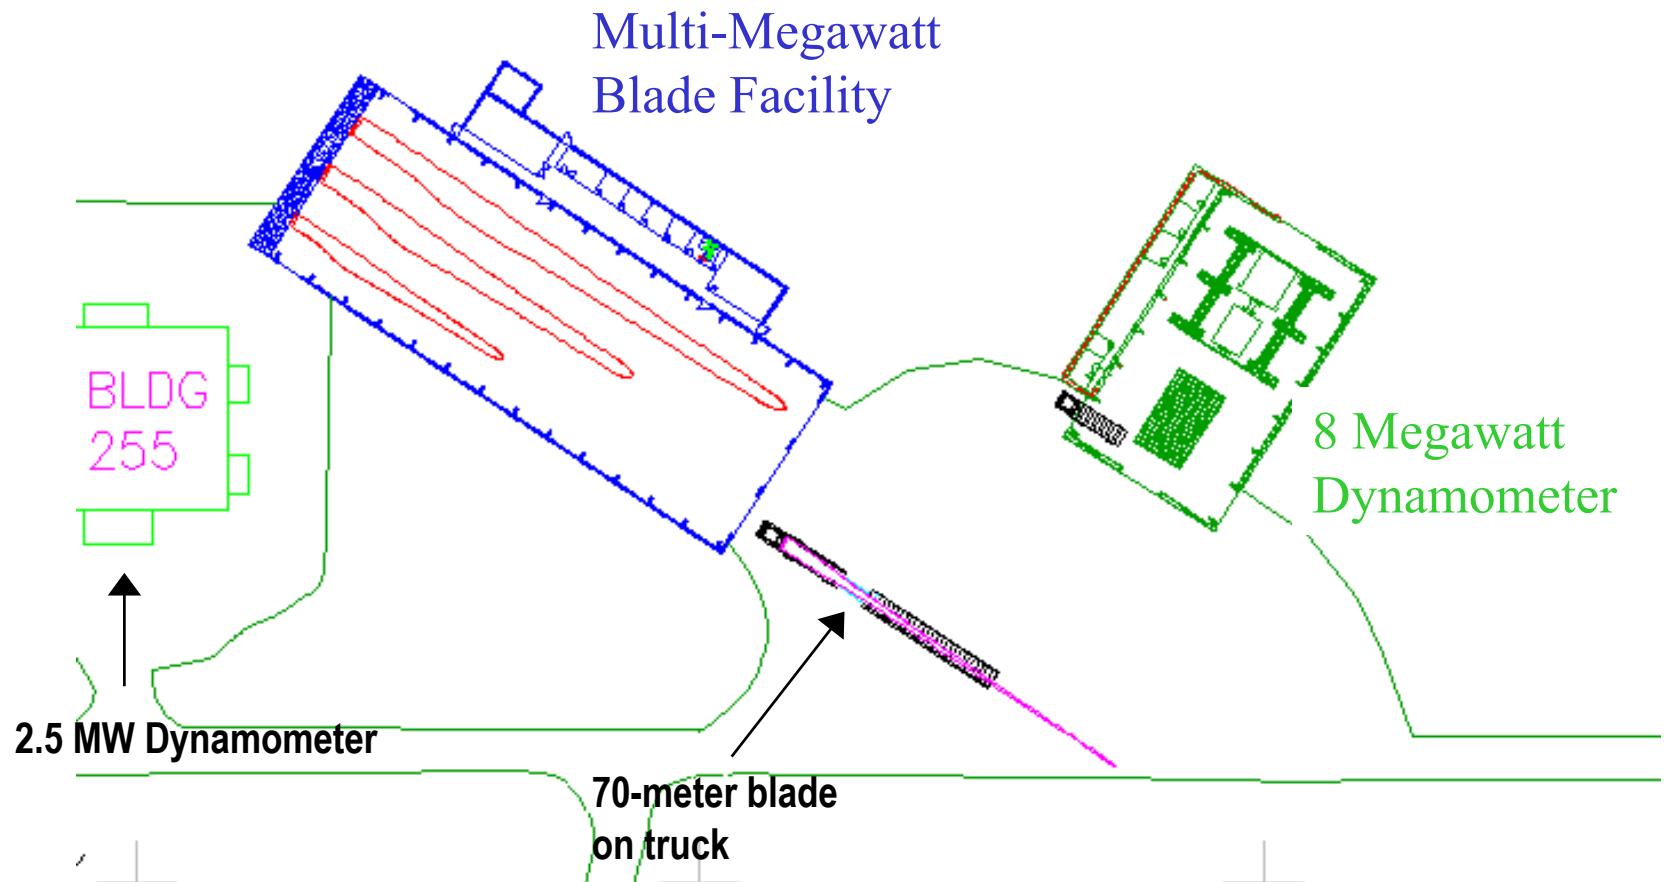 Multi-Megawatt
Blade Facility
BLDG
255
8 Megawatt
Dynamometer
2.5 MW Dynamometer
70-meter blade
on truck